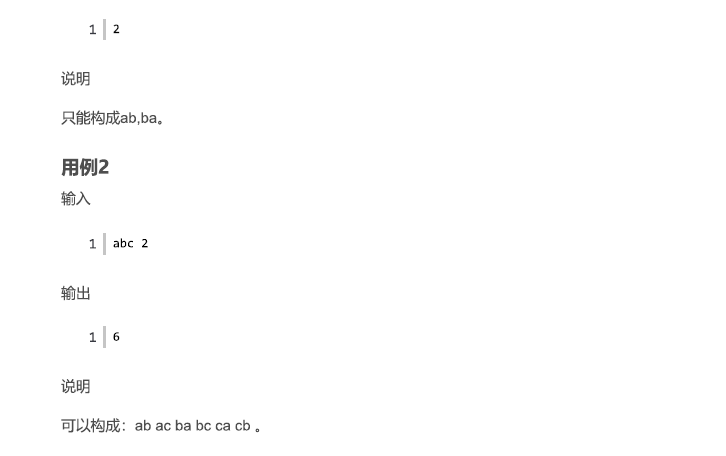 1 2
说明
只能构成ab,ba。
用例2
输入
1 abc 2
输出
1 6
说明
可以构成：ab ac ba bc ca cb 。